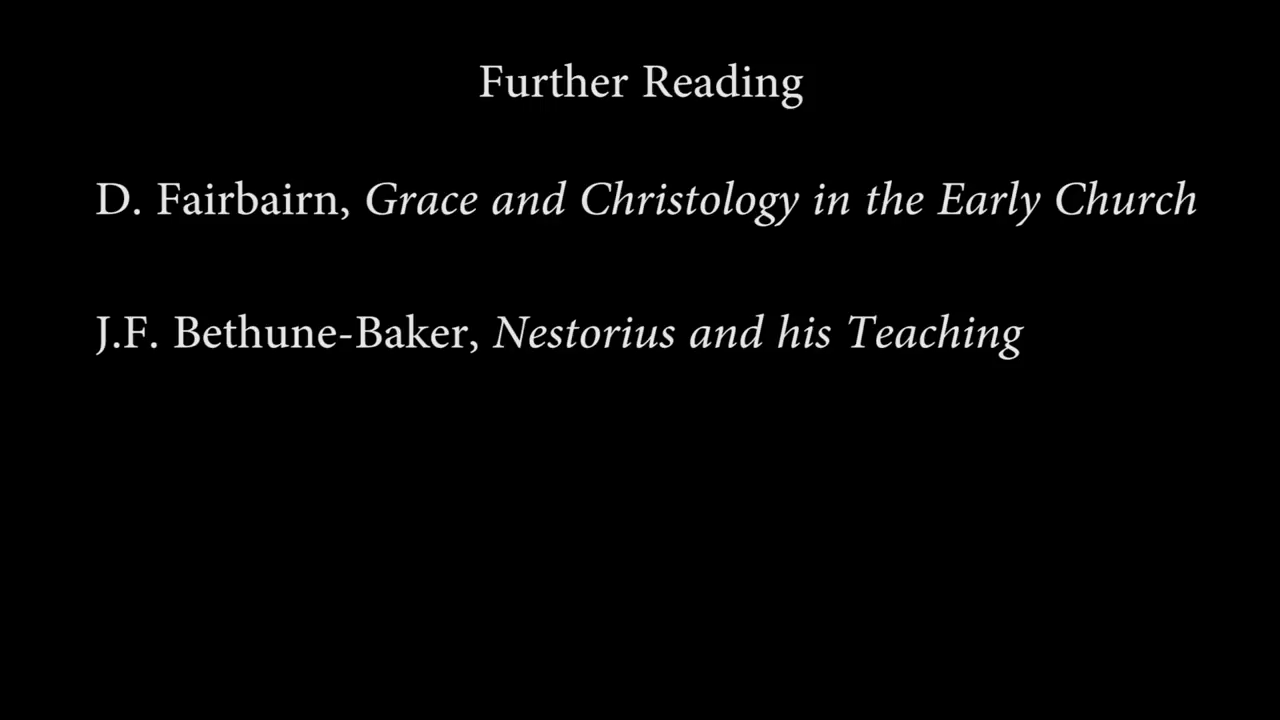 Further Reading
D. Fairbairn, Grace and Christology in the Early Church
J.F. Bethune-Baker, Nestorius and his Teaching